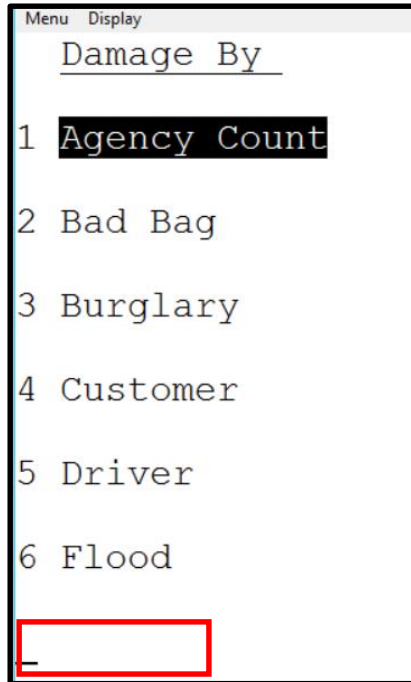 Menu Display
Damage By
1 Agency Count
2 Bad Bag
3 Burglary
4 Customer
5 Driver
6 Flood
_